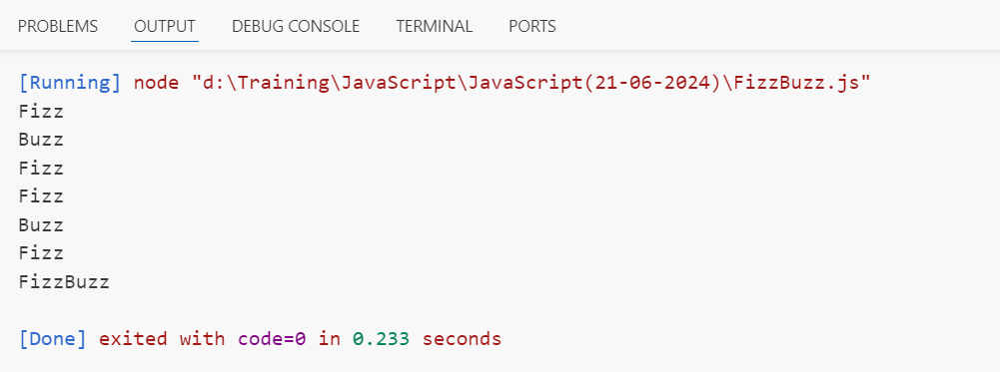 PROBLEMS OUTPUT DEBUG CONSOLE TERMINAL PORTS
[Running] node "d:\Training\JavaScript\JavaScript(21-06-2024)\FizzBuzz.js"
Fizz
Buzz
Fizz
Fizz
Buzz
Fizz
FizzBuzz
[Done] exited with code=0 in 0.233 seconds